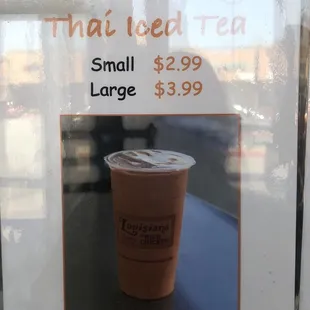 Thai Iced Tea
Small $2.99
Large $3.99